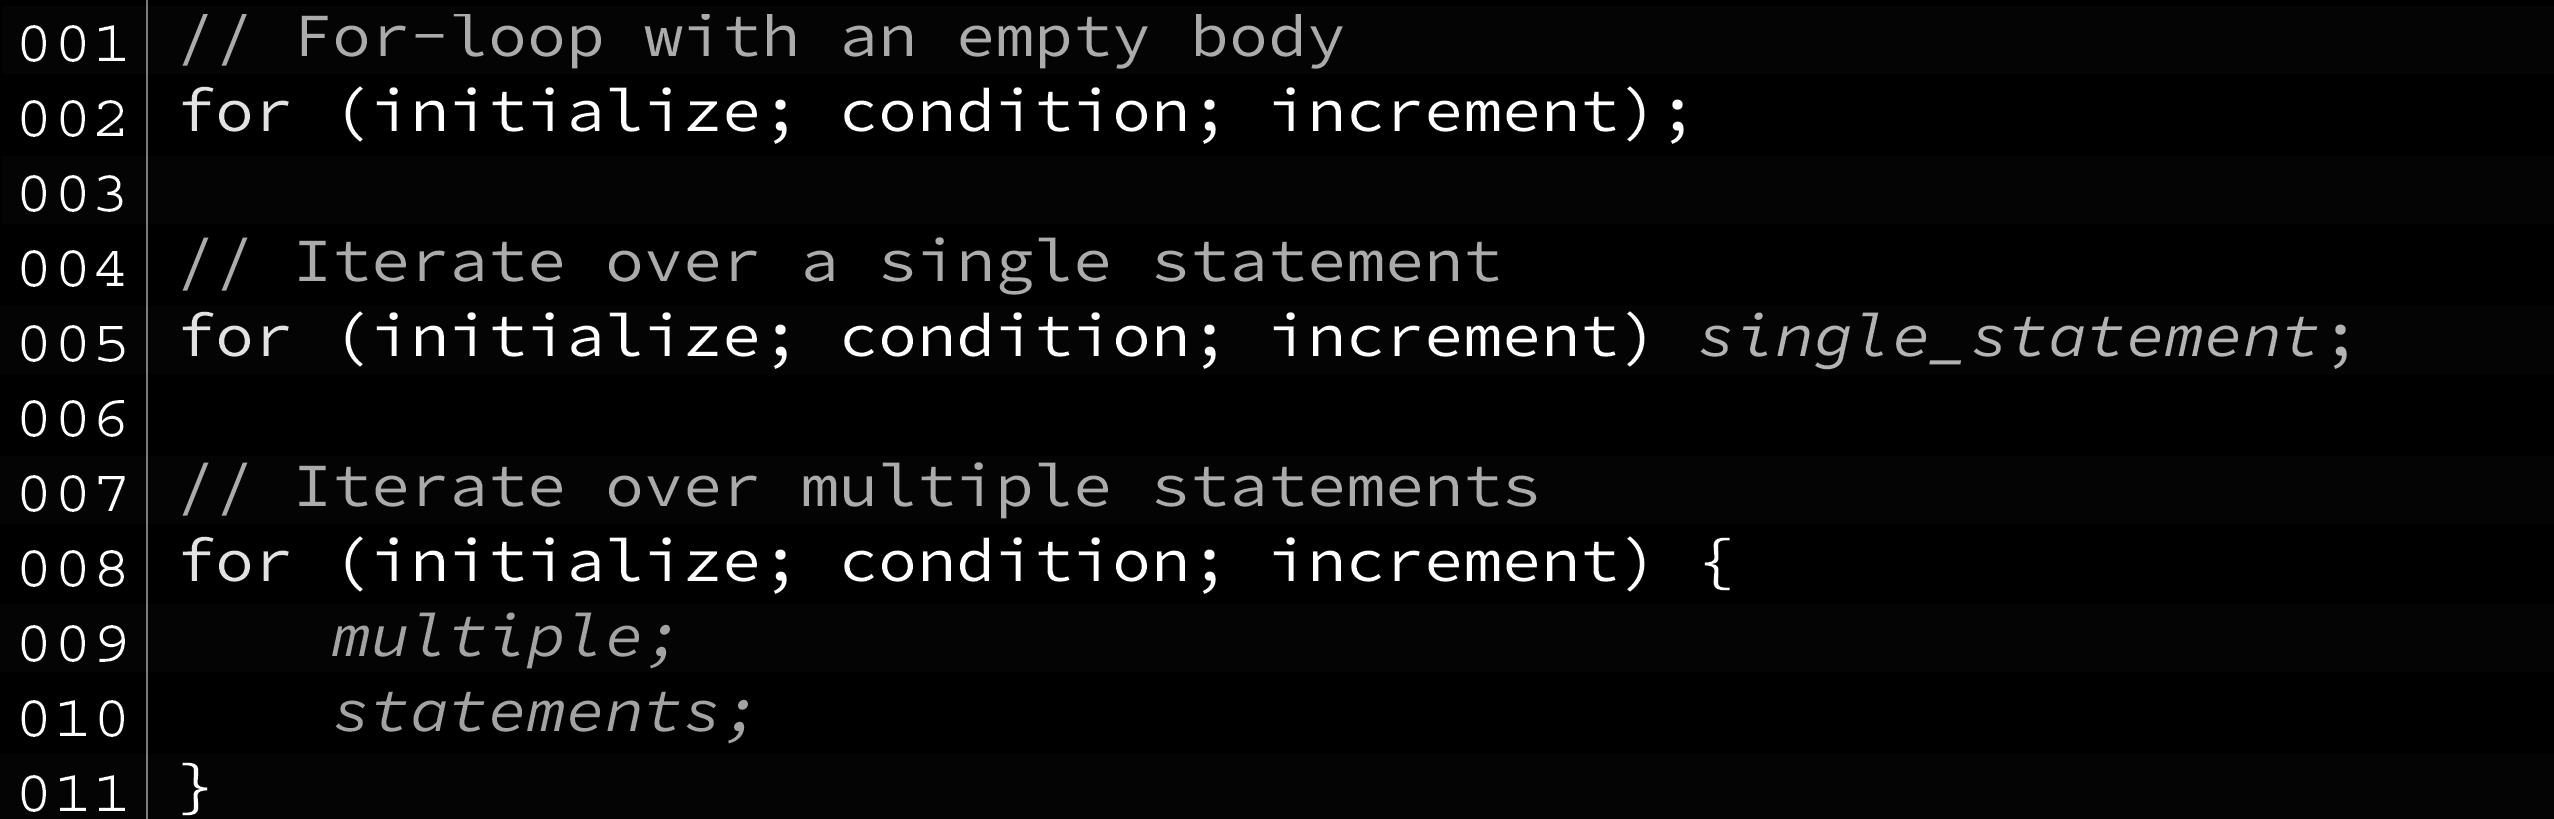 001 // For-loop with an empty body
002 for (initialize; condition; increment);
003
004 // Iterate over a single statement
005 for (initialize; condition; increment) single_statement;
006
007 // Iterate over multiple statements
008 for (initialize; condition; increment) {
009     multiple;
010     statements;
011 }